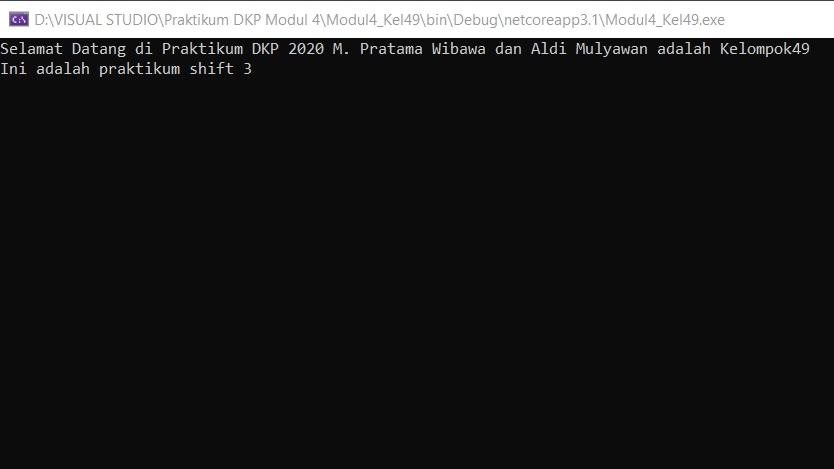 D:\VISUAL STUDIO\Praktikum DKP Modul 4\Modul4_Kel49\bin\Debug\netcoreapp3.1\Modul4_Kel49.exe
Selamat Datang di Praktikum DKP 2020 M. Pratama Wibawa dan Aldi Mulyawan adalah Kelompok49
Ini adalah praktikum shift 3